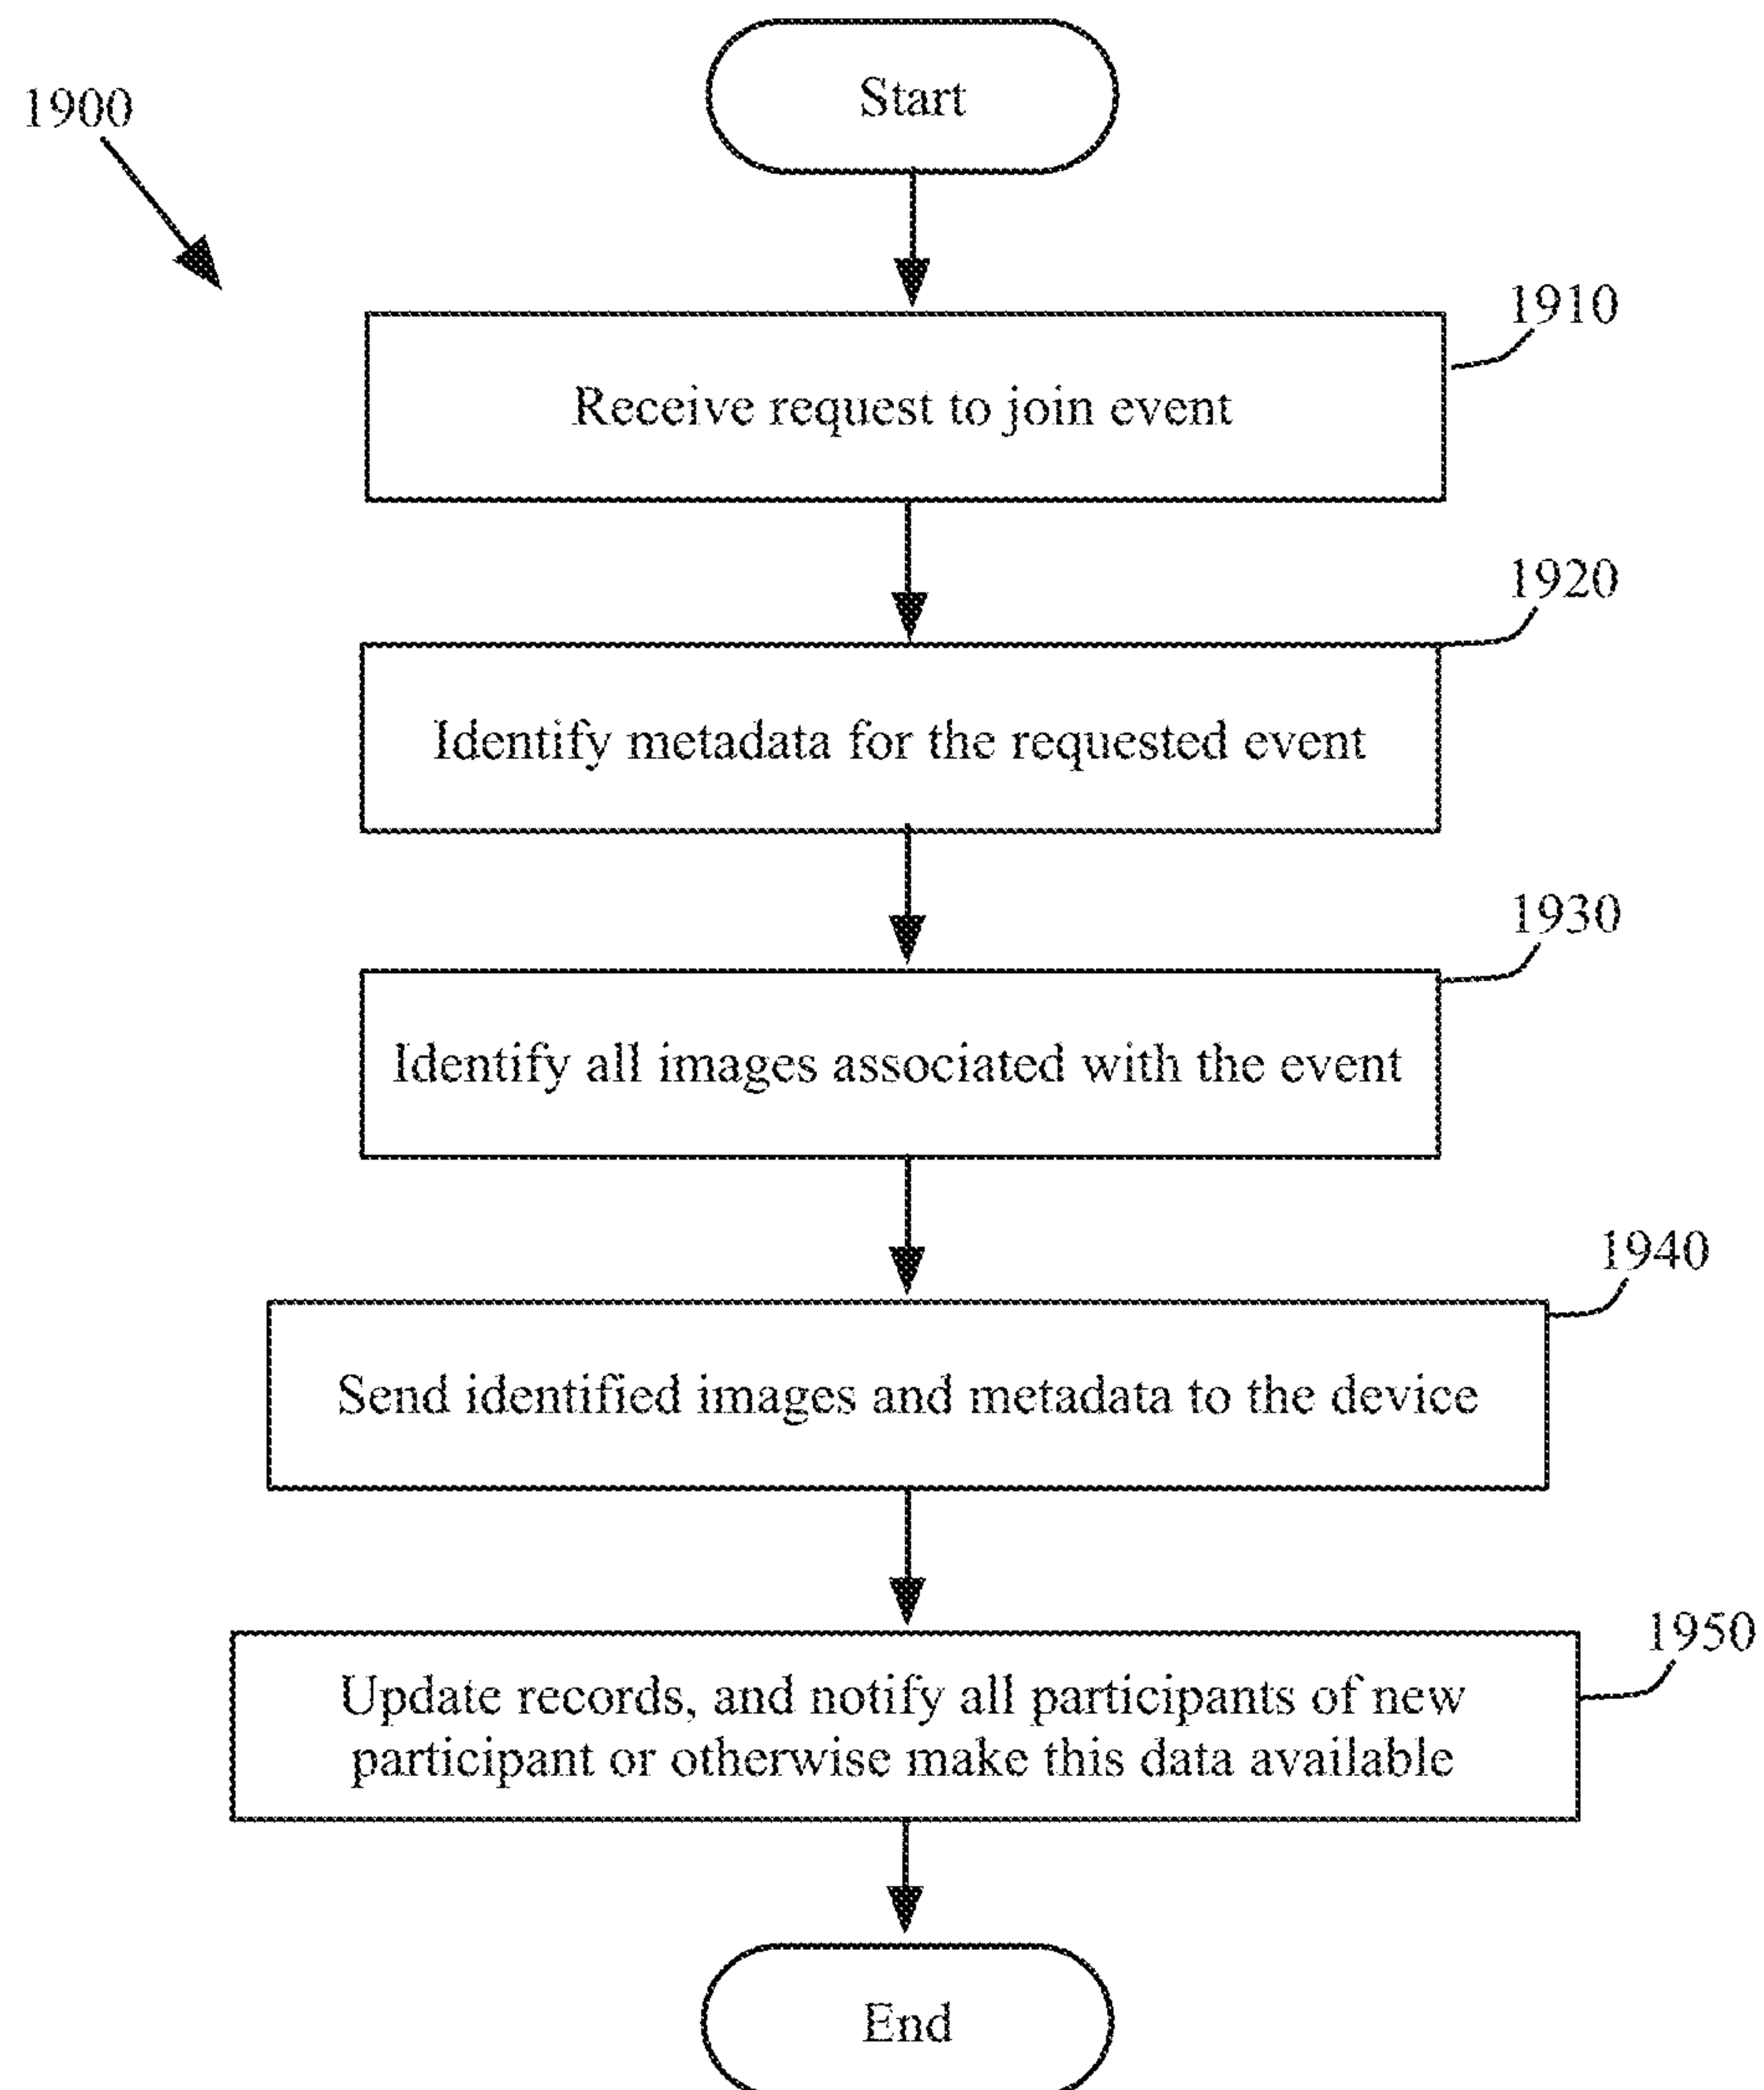 Start
1900
1910
Receive request to join event
1920
Identify metadata for the requested event
1930
Identify all images associated with the event
1940
Send identified images and metadata to the device
1950
Update records, and notify all participants of new
participant or otherwise make this data available
End